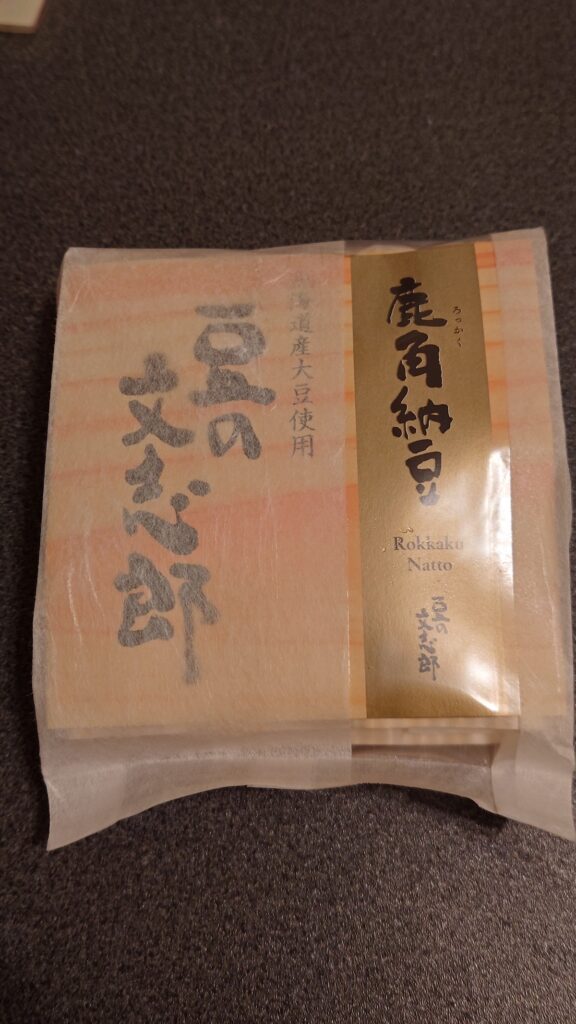 鹿角納豆
ろっかく
Rokkaku
Natto
豆の
文志郎
北海道産大豆使用
豆の
文志郎